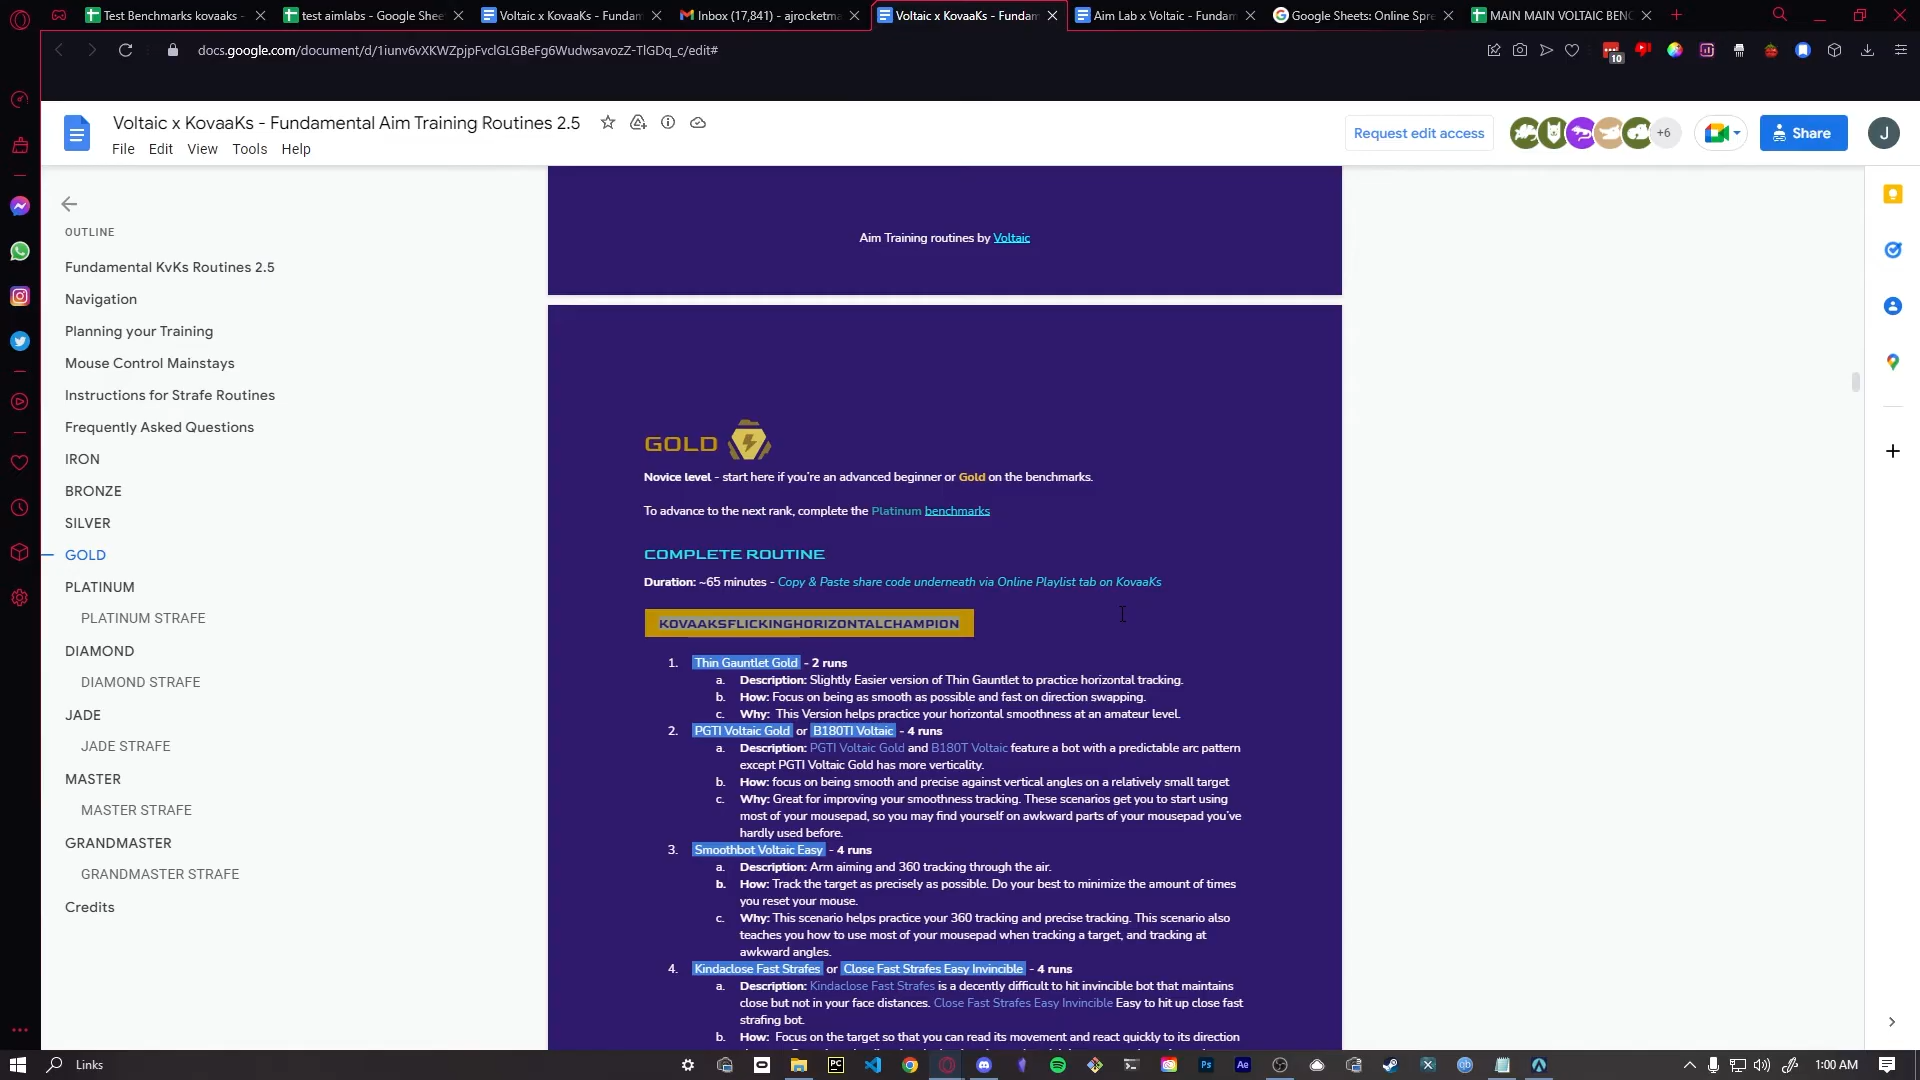 Test Benchmarks kovaaks -
test aimlabs - Google Shee
Voltaic x KovaaKs - Fundam
Inbox (17,841) - ajrocketma
Voltaic x KovaaKs - Fundam
Aim Lab x Voltaic - Fundam
Google Sheets: Online Spre
MAIN MAIN VOLTAIC BENC
docs.google.com/document/d/1iunv6vXKWZpjpFvclGLGBeFg6WudwsavozZ-TlGDq_c/edit#
10
Voltaic x KovaaKs - Fundamental Aim Training Routines 2.5
File Edit View Tools Help
Request edit access
+6
Share
J
OUTLINE
Fundamental KvKs Routines 2.5
Navigation
Planning your Training
Mouse Control Mainstays
Instructions for Strafe Routines
Frequently Asked Questions
IRON
BRONZE
SILVER
GOLD
PLATINUM
PLATINUM STRAFE
DIAMOND
DIAMOND STRAFE
JADE
JADE STRAFE
MASTER
MASTER STRAFE
GRANDMASTER
GRANDMASTER STRAFE
Credits
Aim Training routines by Voltaic
GOLD
Novice level - start here if you're an advanced beginner or Gold on the benchmarks.
To advance to the next rank, complete the Platinum benchmarks
COMPLETE ROUTINE
Duration: ~65 minutes - Copy & Paste share code underneath via Online Playlist tab on KovaaKs
KOVAAKSFLICKINGHORIZONTALCHAMPION
1. Thin Gauntlet Gold - 2 runs
a. Description: Slightly Easier version of Thin Gauntlet to practice horizontal tracking.
b. How: Focus on being as smooth as possible and fast on direction swapping.
c. Why: This Version helps practice your horizontal smoothness at an amateur level.
2. PGTI Voltaic Gold or B180TI Voltaic - 4 runs
a. Description: PGTI Voltaic Gold and B180T Voltaic feature a bot with a predictable arc pattern
except PGTI Voltaic Gold has more verticality.
b. How: focus on being smooth and precise against vertical angles on a relatively small target
c. Why: Great for improving your smoothness tracking. These scenarios get you to start using
most of your mousepad, so you may find yourself on awkward parts of your mousepad you've
hardly used before.
3. Smoothbot Voltaic Easy - 4 runs
a. Description: Arm aiming and 360 tracking through the air.
b. How: Track the target as precisely as possible. Do your best to minimize the amount of times
you reset your mouse.
c. Why: This scenario helps practice your 360 tracking and precise tracking. This scenario also
teaches you how to use most of your mousepad when tracking a target, and tracking at
awkward angles.
4. Kindaclose Fast Strafes or Close Fast Strafes Easy Invincible - 4 runs
a. Description: Kindaclose Fast Strafes is a decently difficult to hit invincible bot that maintains
close but not in your face distances. Close Fast Strafes Easy Invincible Easy to hit up close fast
strafing bot.
b. How: Focus on the target so that you can read its movement and react quickly to its direction
Links
PC
Ps
Ae
qb
1:00 AM